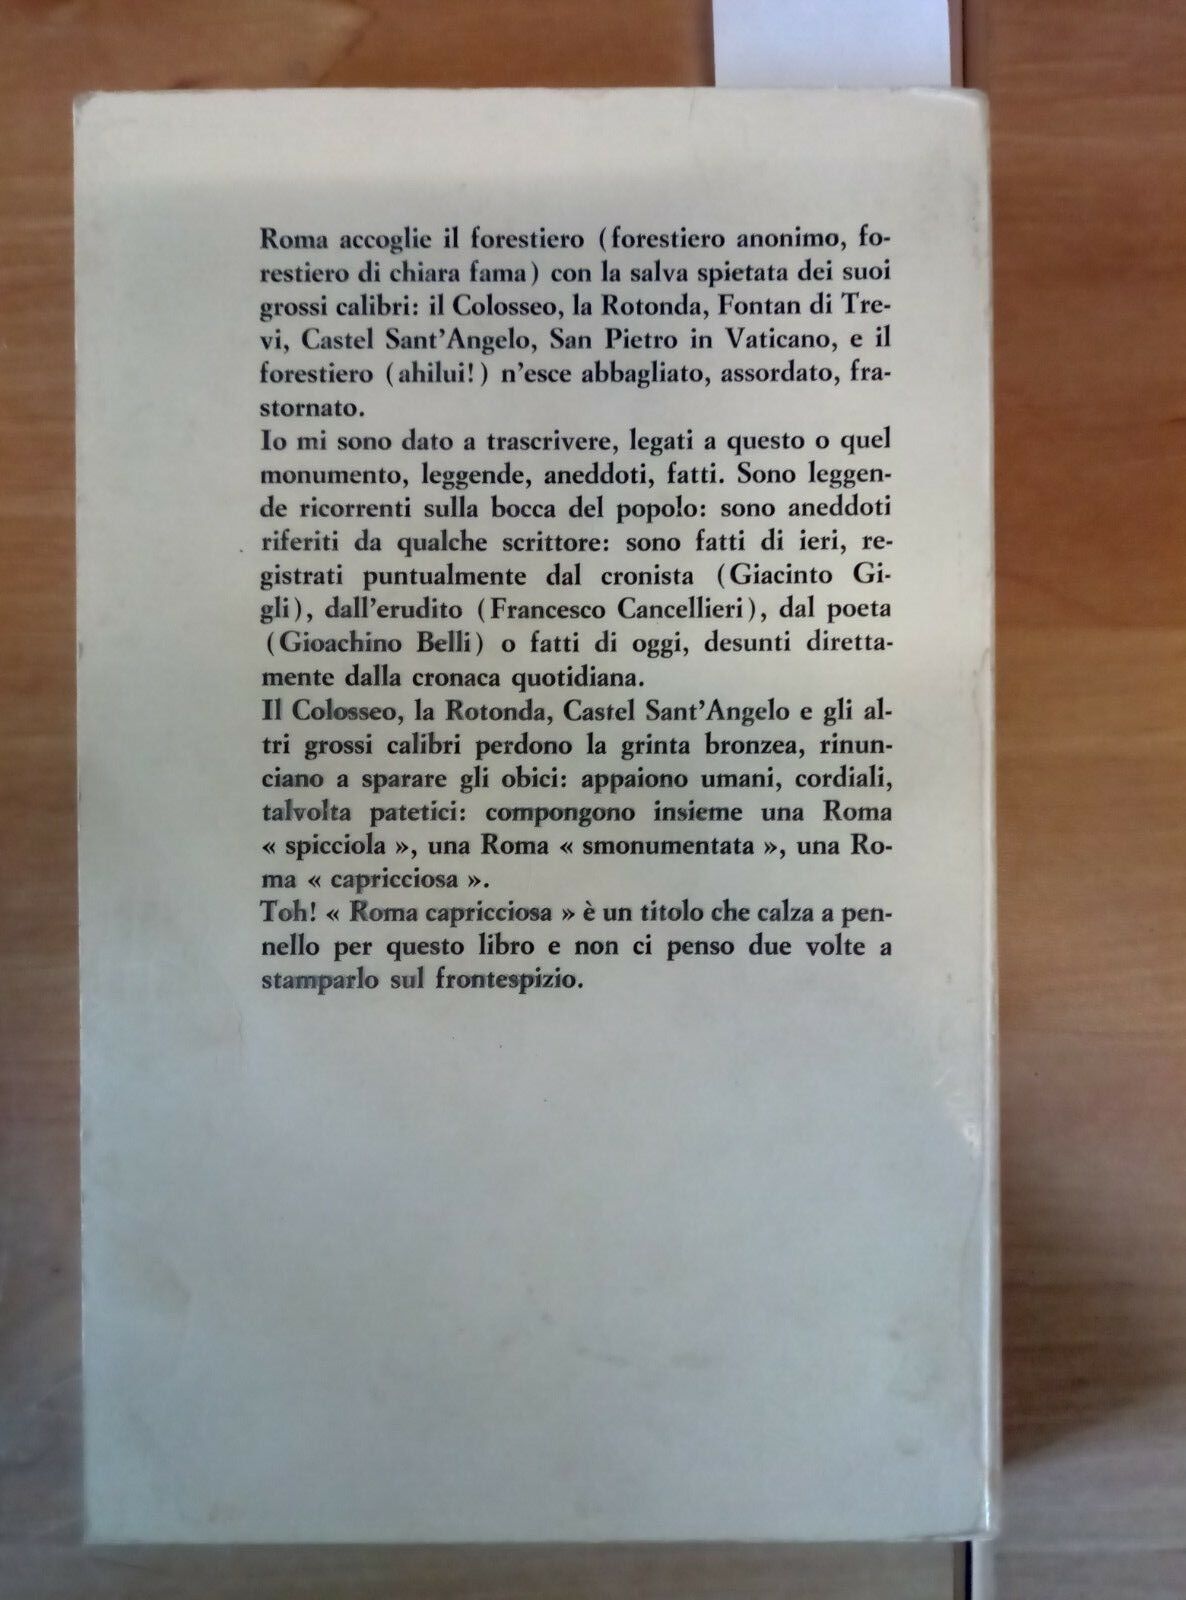 Roma accoglie il forestiero (forestiero anonimo, fo-
restiero di chiara fama) con la salva spietata dei suoi
grossi calibri: il Colosseo, la Rotonda, Fontan di Tre-
vi, Castel Sant'Angelo, San Pietro in Vaticano, e il
forestiero (ahilui!) n'esce abbagliato, assordato, fra-
stornato.
Io mi sono dato a trascrivere, legati a questo o quel
monumento, leggende, aneddoti, fatti. Sono leggen-
de ricorrenti sulla bocca del popolo: sono aneddoti
riferiti da qualche scrittore: sono fatti di ieri, re-
gistrati puntualmente dal cronista (Giacinto Gi-
gli), dall'erudito (Francesco Cancellieri), dal poeta
(Gioachino Belli) o fatti di oggi, desunti diretta-
mente dalla cronaca quotidiana.
Il Colosseo, la Rotonda, Castel Sant'Angelo e gli al-
tri grossi calibri perdono la grinta bronzea, rinun-
ciano a sparare gli obici: appaiono umani, cordiali,
talvolta patetici: compongono insieme una Roma
« spicciola », una Roma « smonumentata », una Ro-
ma « capricciosa ».
Toh! « Roma capricciosa » è un titolo che calza a pen-
nello per questo libro e non ci penso due volte a
stamparlo sul frontespizio.